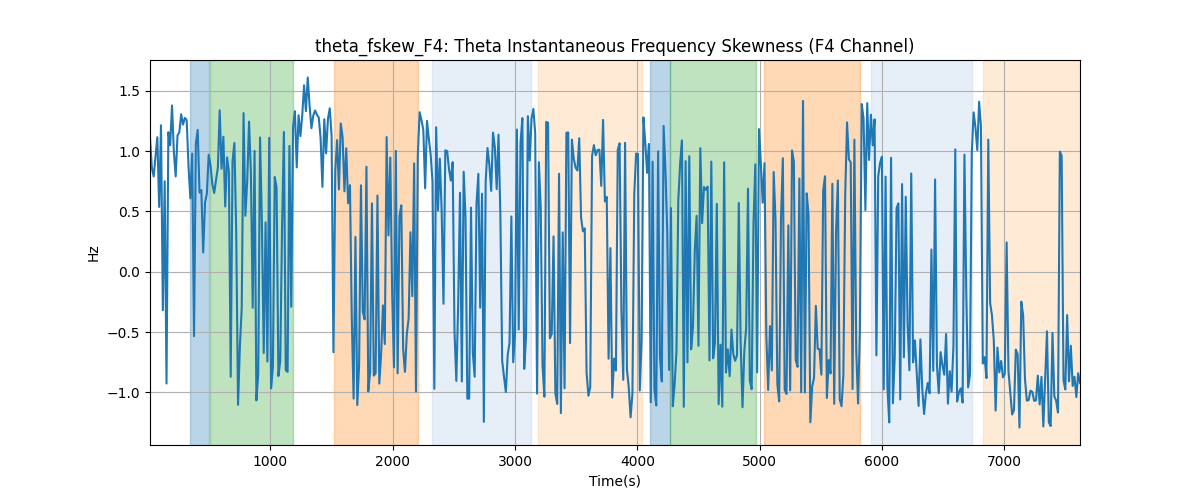 theta_fskew_F4: Theta Instantaneous Frequency Skewness (F4 Channel)
Hz
1.5
1.0
0.5
0.0
−0.5
−1.0
1000 2000 3000 4000 5000 6000 7000
Time(s)